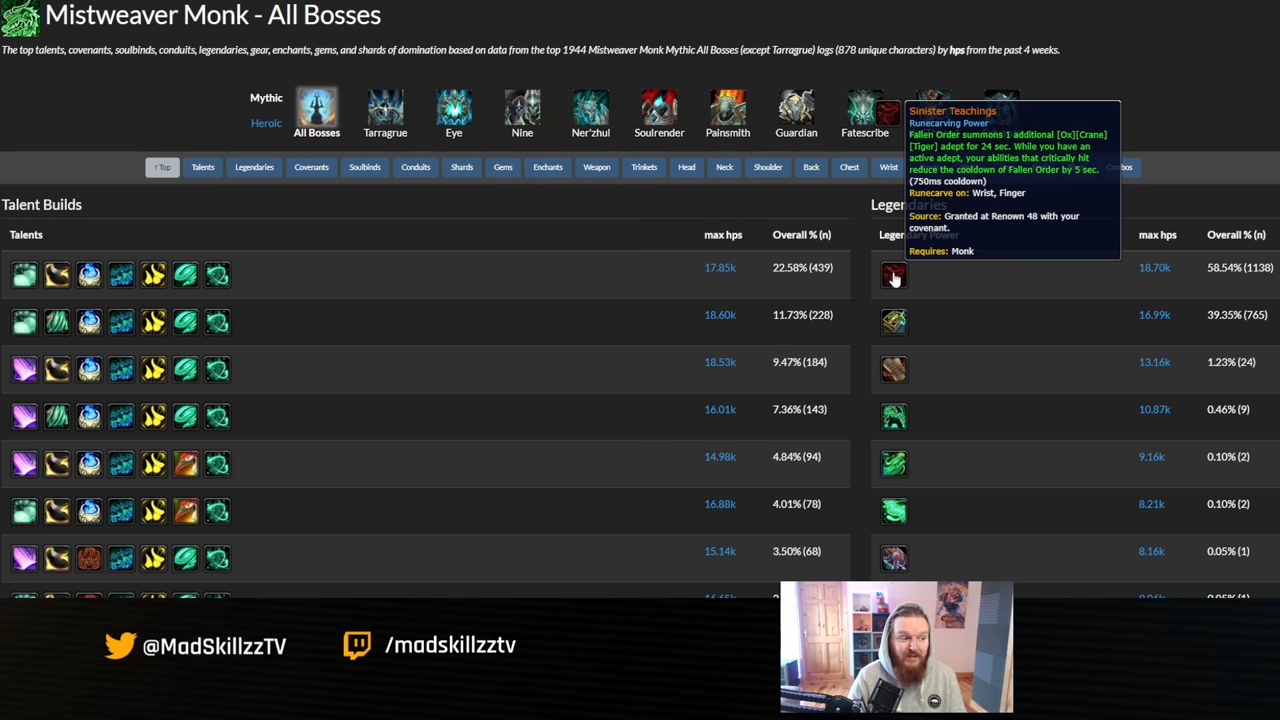 Mistweaver Monk - All Bosses
The top talents, covenants, soulbinds, conduits, legendaries, gear, enchants, gems, and shards of domination based on data from the top 1944 Mistweaver Monk Mythic All Bosses (except Tarragrue) logs (878 unique characters) by hps from the past 4 weeks.
Mythic
Heroic
All Bosses
Tarragrue
Eye
Nine
Ner'zhul
Soulrender
Painsmith
Guardian
Fatescribe
↑ Top
Talents
Legendaries
Covenants
Soulbinds
Conduits
Shards
Gems
Enchants
Weapon
Trinkets
Head
Neck
Shoulder
Back
Chest
Wrist
Sinister Teachings
Runecarving Power
Fallen Order summons 1 additional [Ox][Crane]
[Tiger] adept for 24 sec. While you have an
active adept, your abilities that critically hit
reduce the cooldown of Fallen Order by 5 sec.
(750ms cooldown)
Runecarve on: Wrist, Finger
Source: Granted at Renown 48 with your
covenant.
Requires: Monk
Talent Builds
Talents max hps Overall % (n)
17.85k 22.58% (439)
18.60k 11.73% (228)
18.53k 9.47% (184)
16.01k 7.36% (143)
14.98k 4.84% (94)
16.88k 4.01% (78)
15.14k 3.50% (68)
Legendaries
Legendary Power max hps Overall % (n)
18.70k 58.54% (1138)
16.99k 39.35% (765)
13.16k 1.23% (24)
10.87k 0.46% (9)
9.16k 0.10% (2)
8.21k 0.10% (2)
8.16k 0.05% (1)
@MadSkillzzTV
/madskillzztv